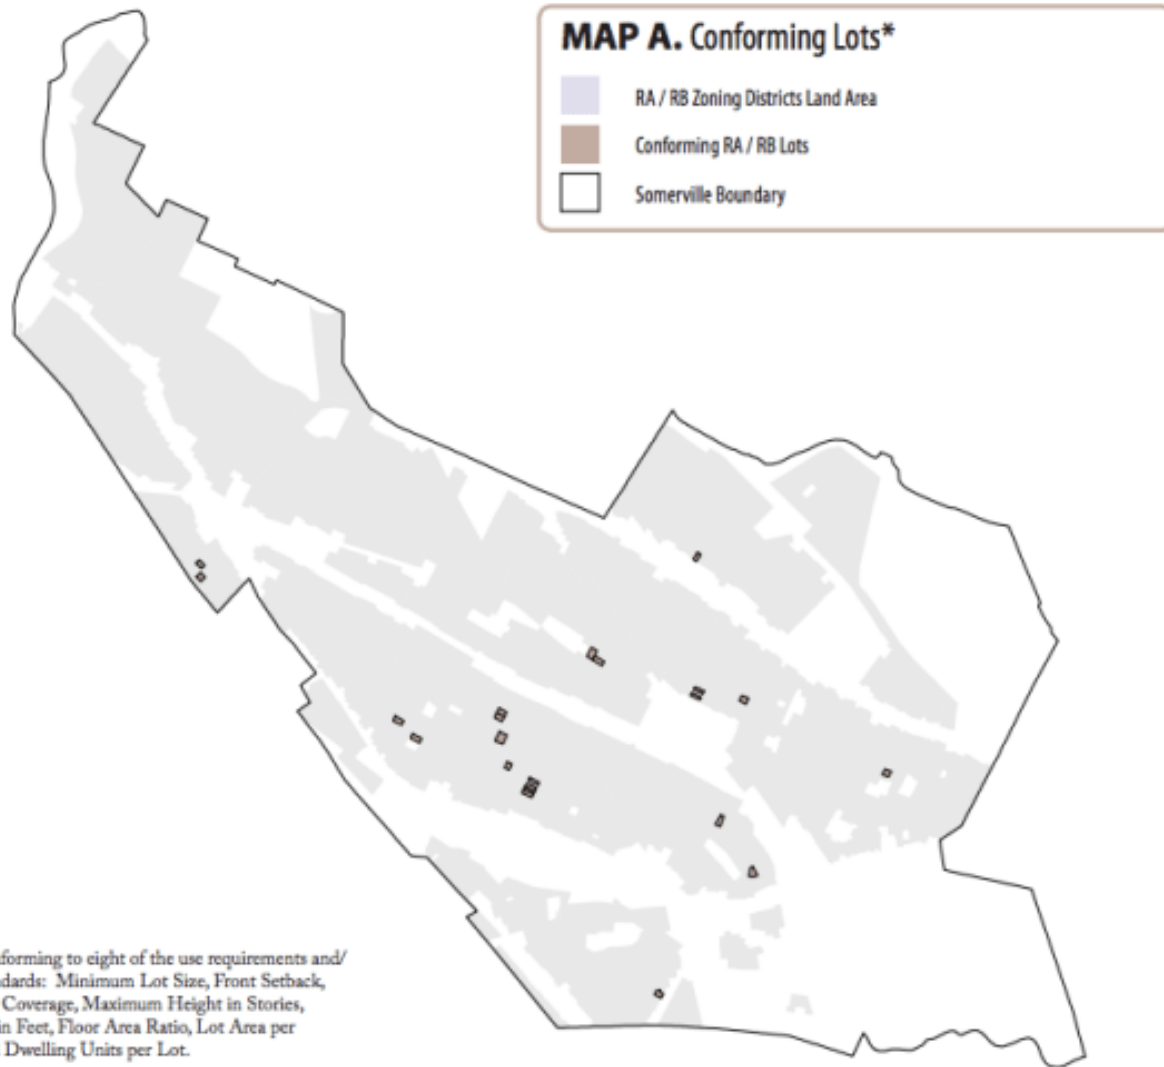 MAP A. Conforming Lots*
RA / RB Zoning Districts Land Area
Conforming RA / RB Lots
Somerville Boundary
forming to eight of the use requirements and/
dards: Minimum Lot Size, Front Setback,
Coverage, Maximum Height in Stories,
in Feet, Floor Area Ratio, Lot Area per
Dwelling Units per Lot.